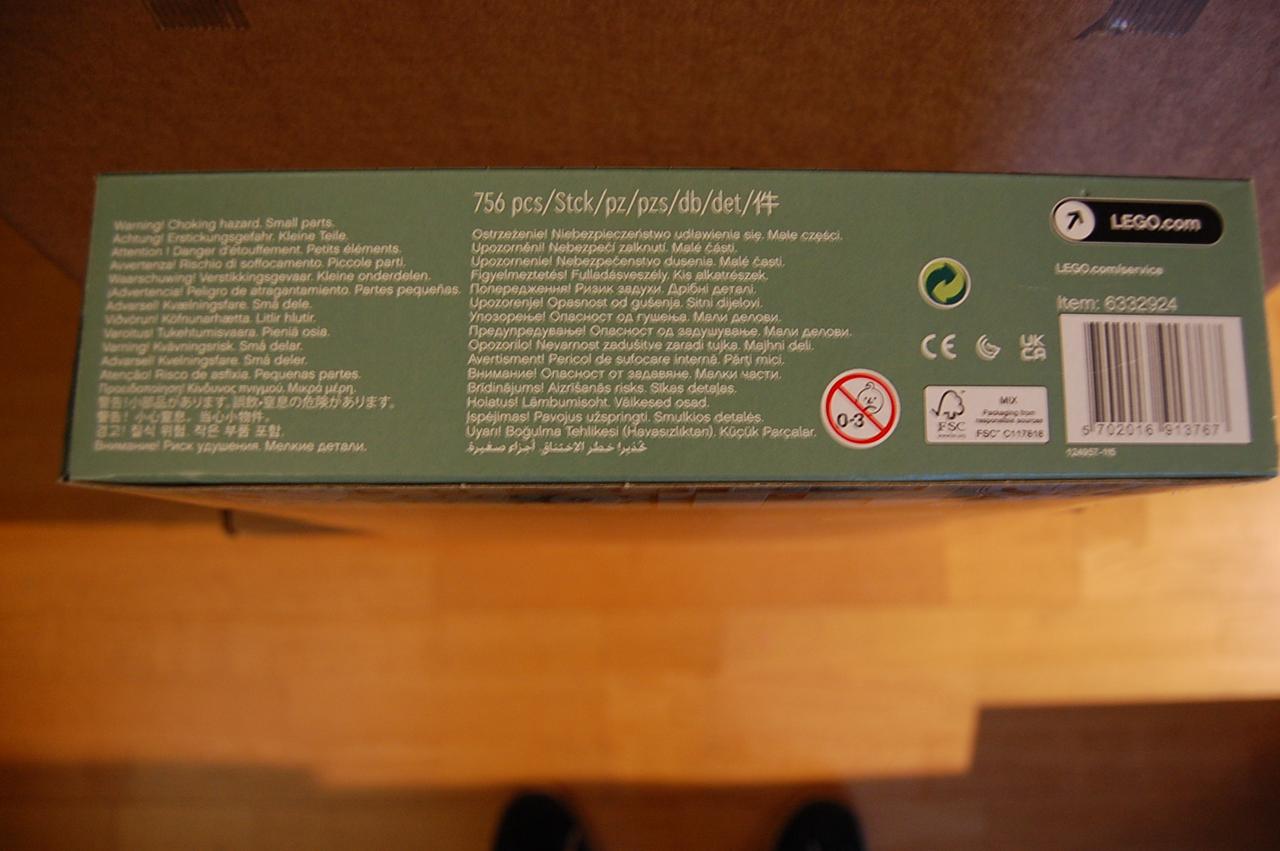 Warning! Choking hazard. Small parts.
Achtung! Erstickungsgefahr. Kleine Teile.
Attention ! Danger d'étouffement. Petits éléments.
Avvertenza! Rischio di soffocamento. Piccole parti.
Waarschuwing! Verstikkingsgevaar. Kleine onderdelen.
¡Advertencia! Peligro de atragantamiento. Partes pequeñas.
Advarsel! Kvælningsfare. Små dele.
Viðvörun! Köfnunarhætta. Litlir hlutir.
Varoitus! Tukehtumisvaara. Pieniä osia.
Varning! Kvävningsrisk. Små delar.
Advarsel! Kvelningsfare. Små deler.
Atenção! Risco de asfixia. Pequenas partes.
Προειδοποίηση! Κίνδυνος πνιγμού. Μικρά μέρη.
警告!小部品があります。誤飲・窒息の危険があります。
警告! 小心窒息。当心小物件。
경고! 질식 위험. 작은 부품 포함.
Внимание! Риск удушения. Мелкие детали.
756 pcs/Stck/pz/pzs/db/det/件
Ostrzeżenie! Niebezpieczeństwo udławienia się. Małe części.
Upozornění! Nebezpečí zalknutí. Malé části.
Upozornenie! Nebezpečenstvo dusenia. Malé časti.
Figyelmeztetés! Fulladásveszély. Kis alkatrészek.
Попередження! Ризик задухи. Дрібні деталі.
Upozorenje! Opasnost od gušenja. Sitni dijelovi.
Упозорење! Опасност од гушења. Мали делови.
Предупредување! Опасност од задушување. Мали делови.
Opozorilo! Nevarnost zadušitve zaradi tujka. Majhni deli.
Avertisment! Pericol de sufocare internă. Părţi mici.
Внимание! Опасност от задавяне. Малки части.
Brīdinājums! Aizrīšanās risks. Sīkas detaļas.
Hoiatus! Lämbumisoht. Väikesed osad.
Įspėjimas! Pavojus užspringti. Smulkios detalės.
Uyarı! Boğulma Tehlikesi (Havasızlıktan). Küçük Parçalar.
تحذير! خطر الاختناق. أجزاء صغيرة.
0-3
CE
UK
CA
FSC
MIX
Packaging from
responsible sources
FSC™ C117818
LEGO.com
LEGO.com/service
Item: 6332924
5 702016 913767